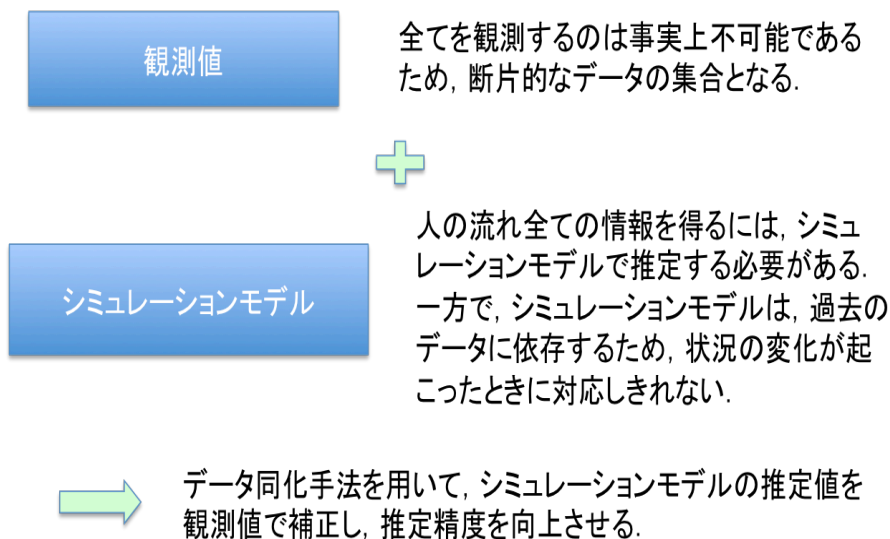 観測値
全てを観測するのは事実上不可能である
ため, 断片的なデータの集合となる.
シミュレーションモデル
人の流れ全ての情報を得るには, シミュ
レーションモデルで推定する必要がある.
一方で, シミュレーションモデルは, 過去の
データに依存するため, 状況の変化が起
こったときに対応しきれない.
データ同化手法を用いて, シミュレーションモデルの推定値を
観測値で補正し, 推定精度を向上させる.